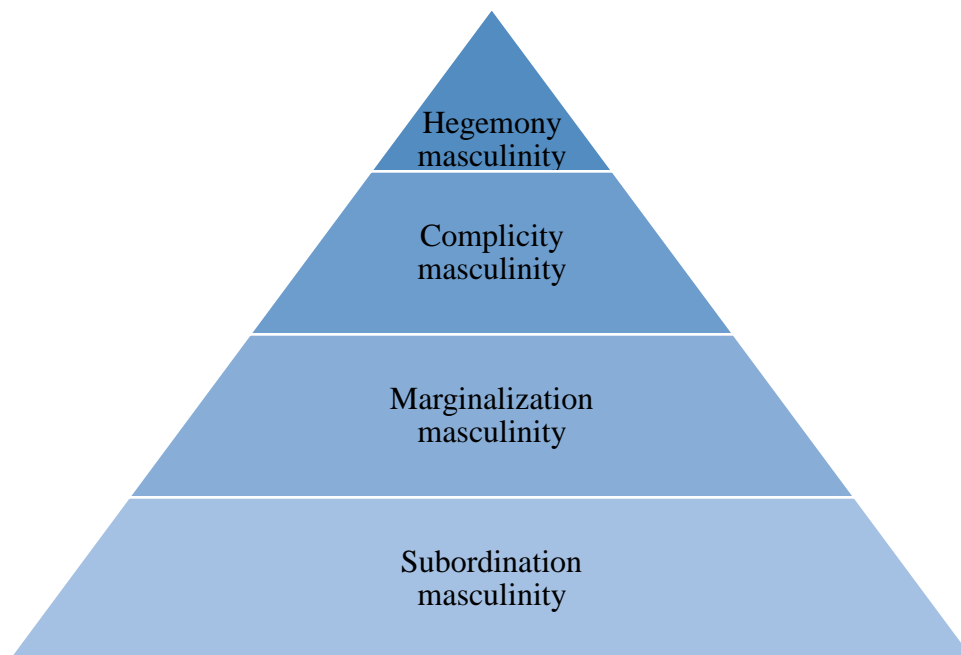 Hegemony
masculinity
Complicity
masculinity
Marginalization
masculinity
Subordination
masculinity